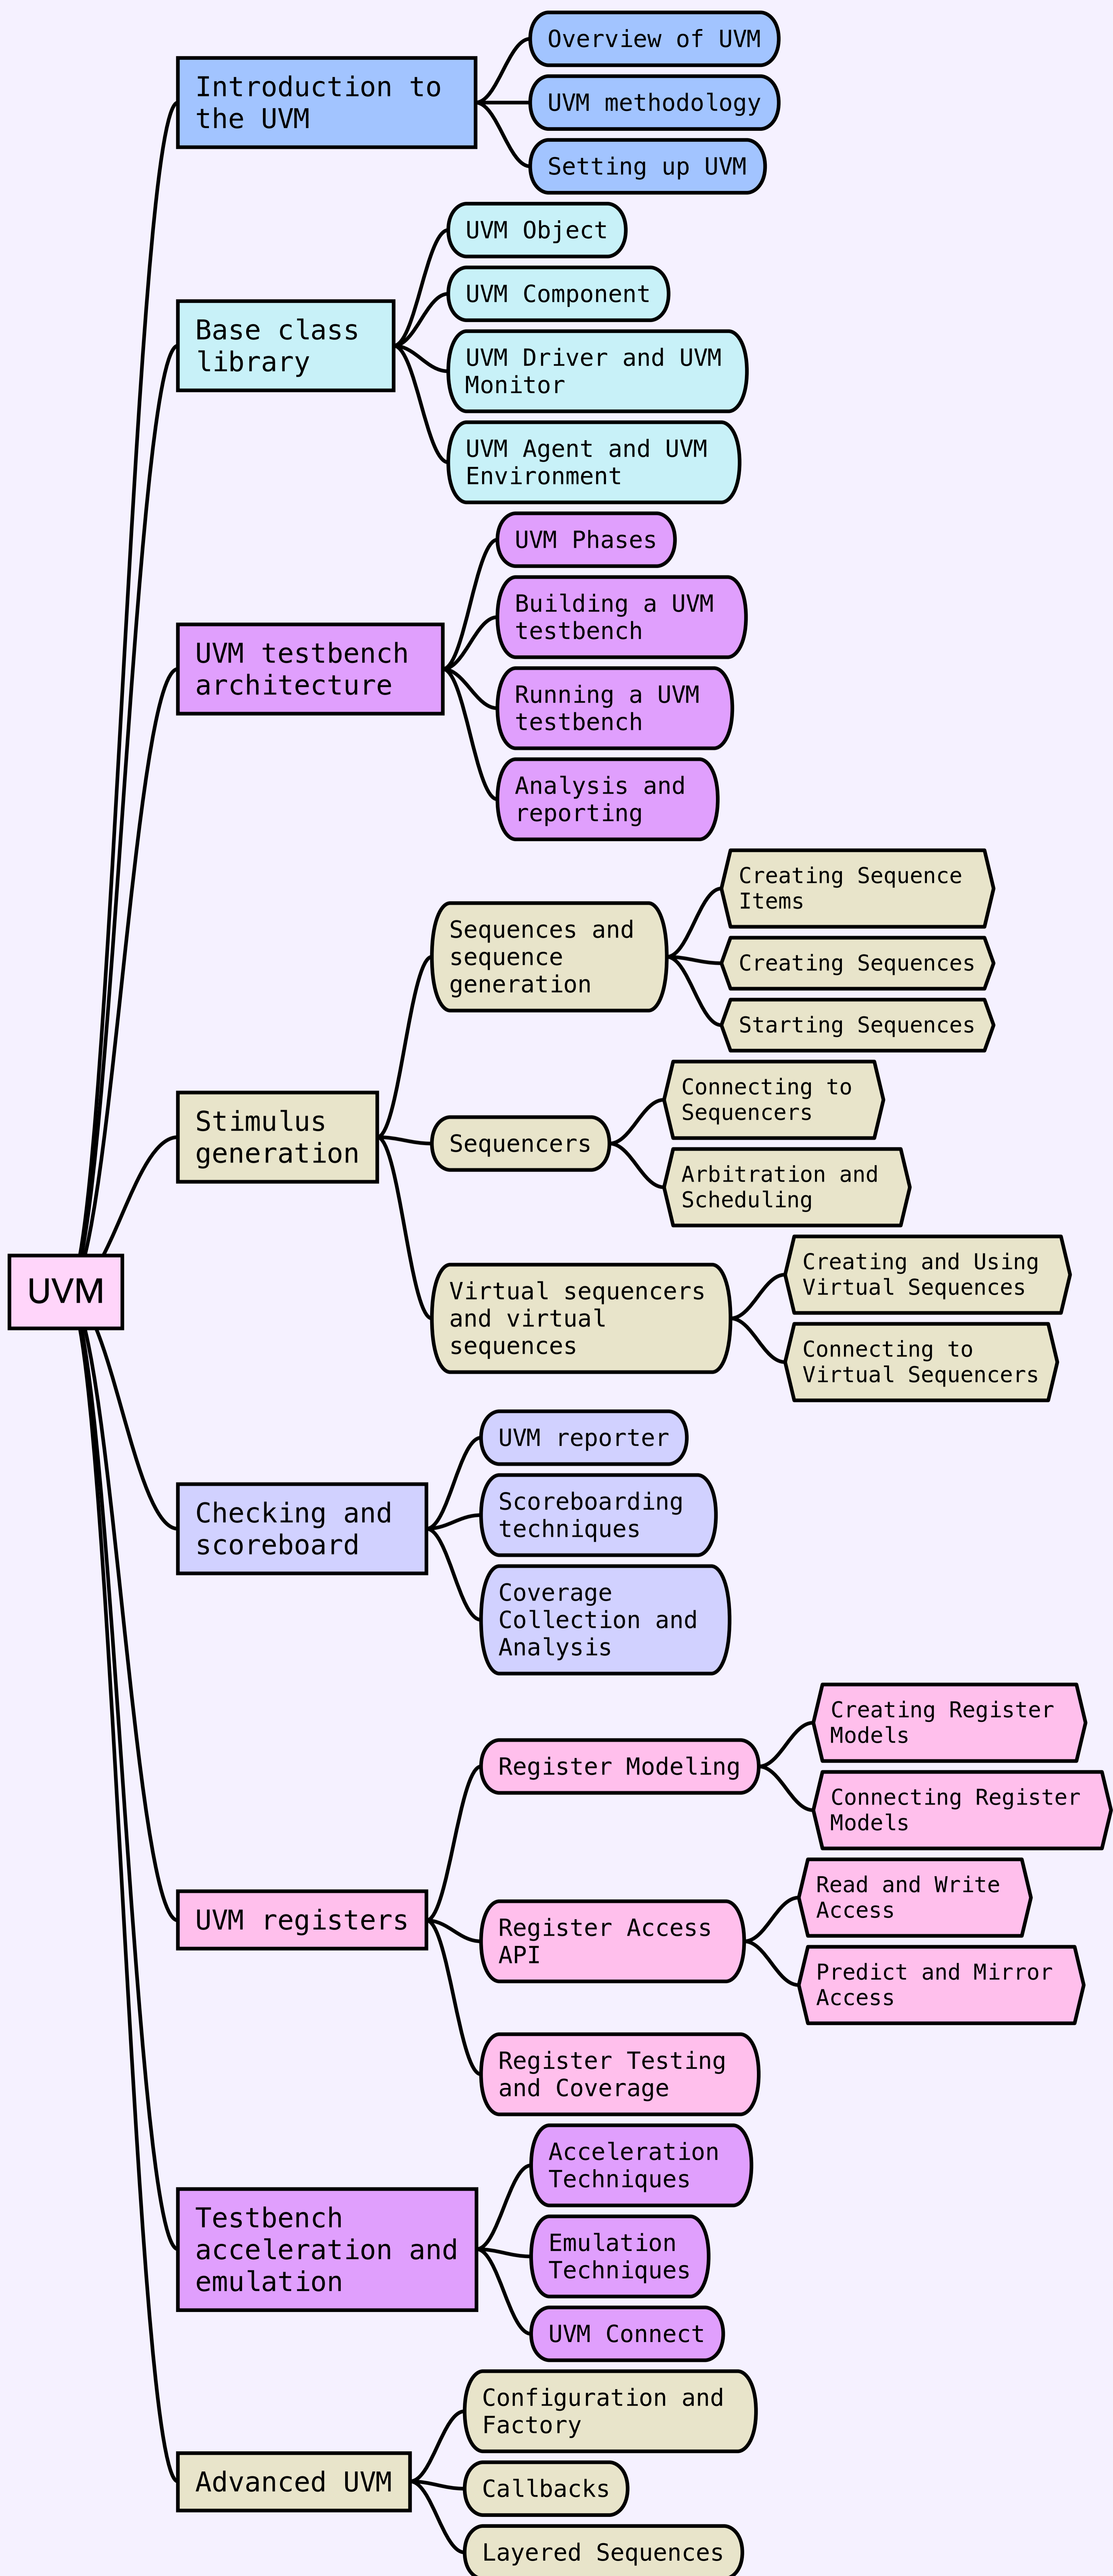 Overview of UVM
Introduction to
the UVM
UVM methodology
Setting up UVM
UVM Object
UVM Component
Base class
library
UVM Driver and UVM
Monitor
UVM Agent and UVM
Environment
UVM Phases
Building a UVM
testbench
UVM testbench
architecture
Running a UVM
testbench
Analysis and
reporting
Creating Sequence
Items
Sequences and
sequence
generation
Creating Sequences
Starting Sequences
Connecting to
Sequencers
Stimulus
generation
Sequencers
Arbitration and
Scheduling
Creating and Using
Virtual Sequences
Virtual sequencers
and virtual
sequences
Connecting to
Virtual Sequencers
UVM
UVM reporter
Checking and
scoreboard
Scoreboarding
techniques
Coverage
Collection and
Analysis
Creating Register
Models
Register Modeling
Connecting Register
Models
UVM registers
Read and Write
Access
Register Access
API
Predict and Mirror
Access
Register Testing
and Coverage
Acceleration
Techniques
Testbench
acceleration and
emulation
Emulation
Techniques
UVM Connect
Configuration and
Factory
Advanced UVM
Callbacks
Layered Sequences